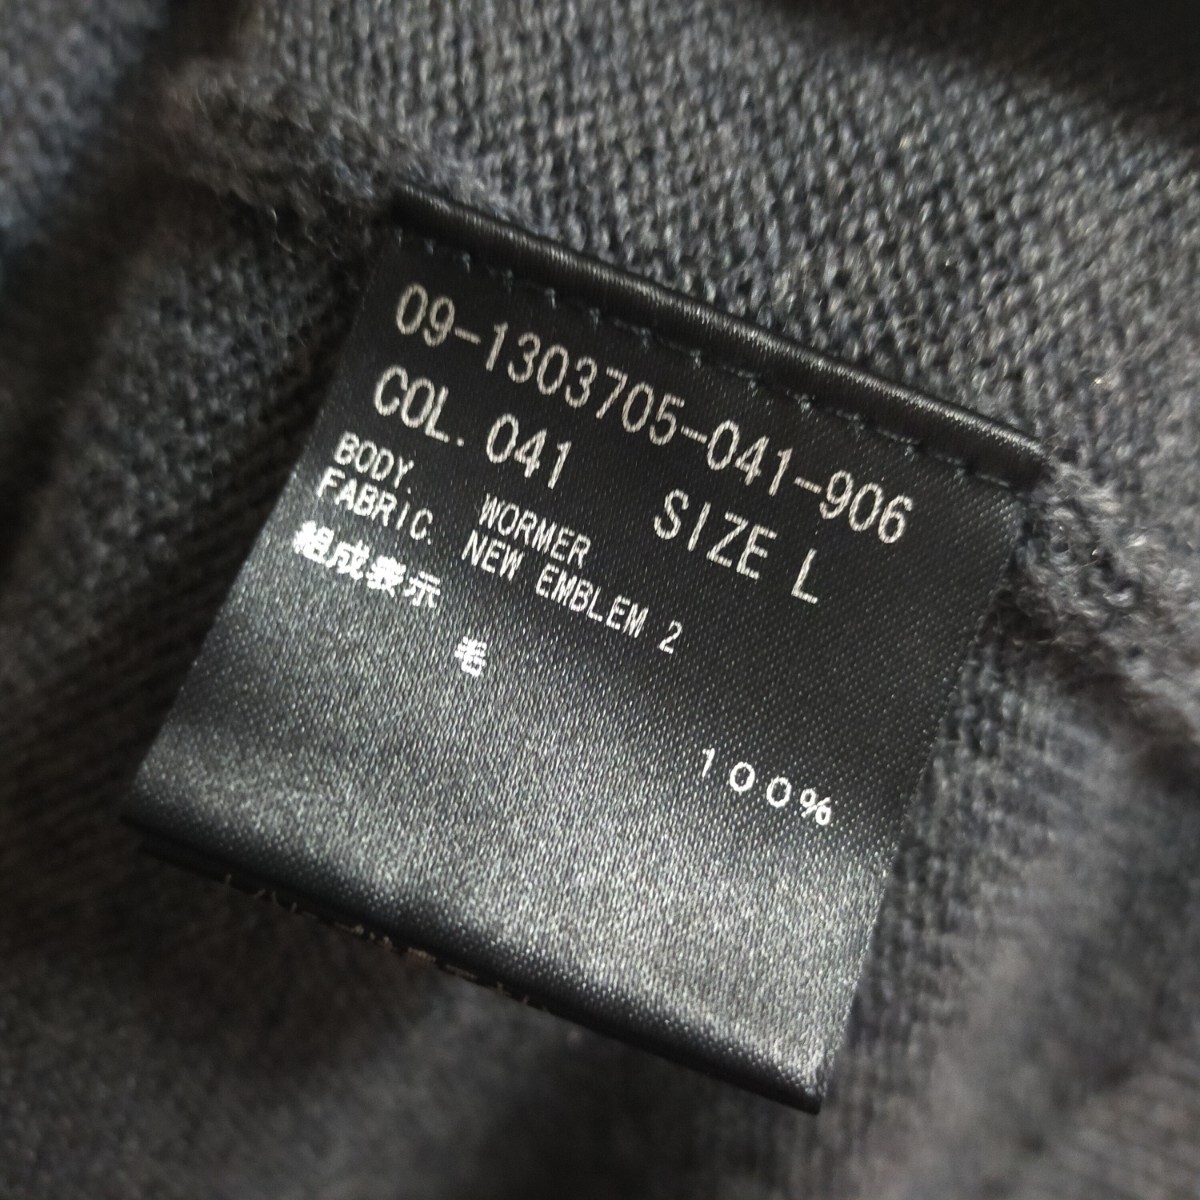 09-1303705-041-906
COL. 041 SIZE L
BODY. WORMER
FABRIC. NEW EMBLEM 2
組成表示
毛
100%